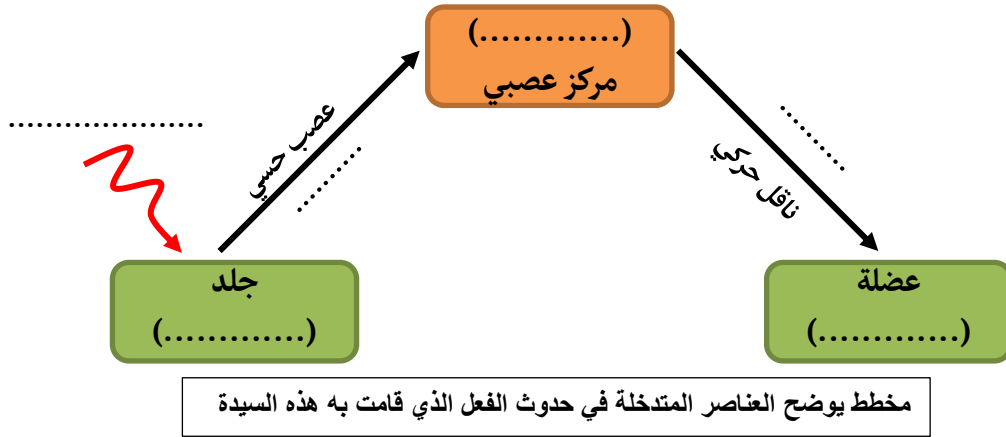 (.............)
مركز عصبي
....................
عصب حسي
..........
.........
ناقل حركي
جلد
(.............)
عضلة
(.............)
مخطط يوضح العناصر المتدخلة في حدوث الفعل الذي قامت به هذه السيدة